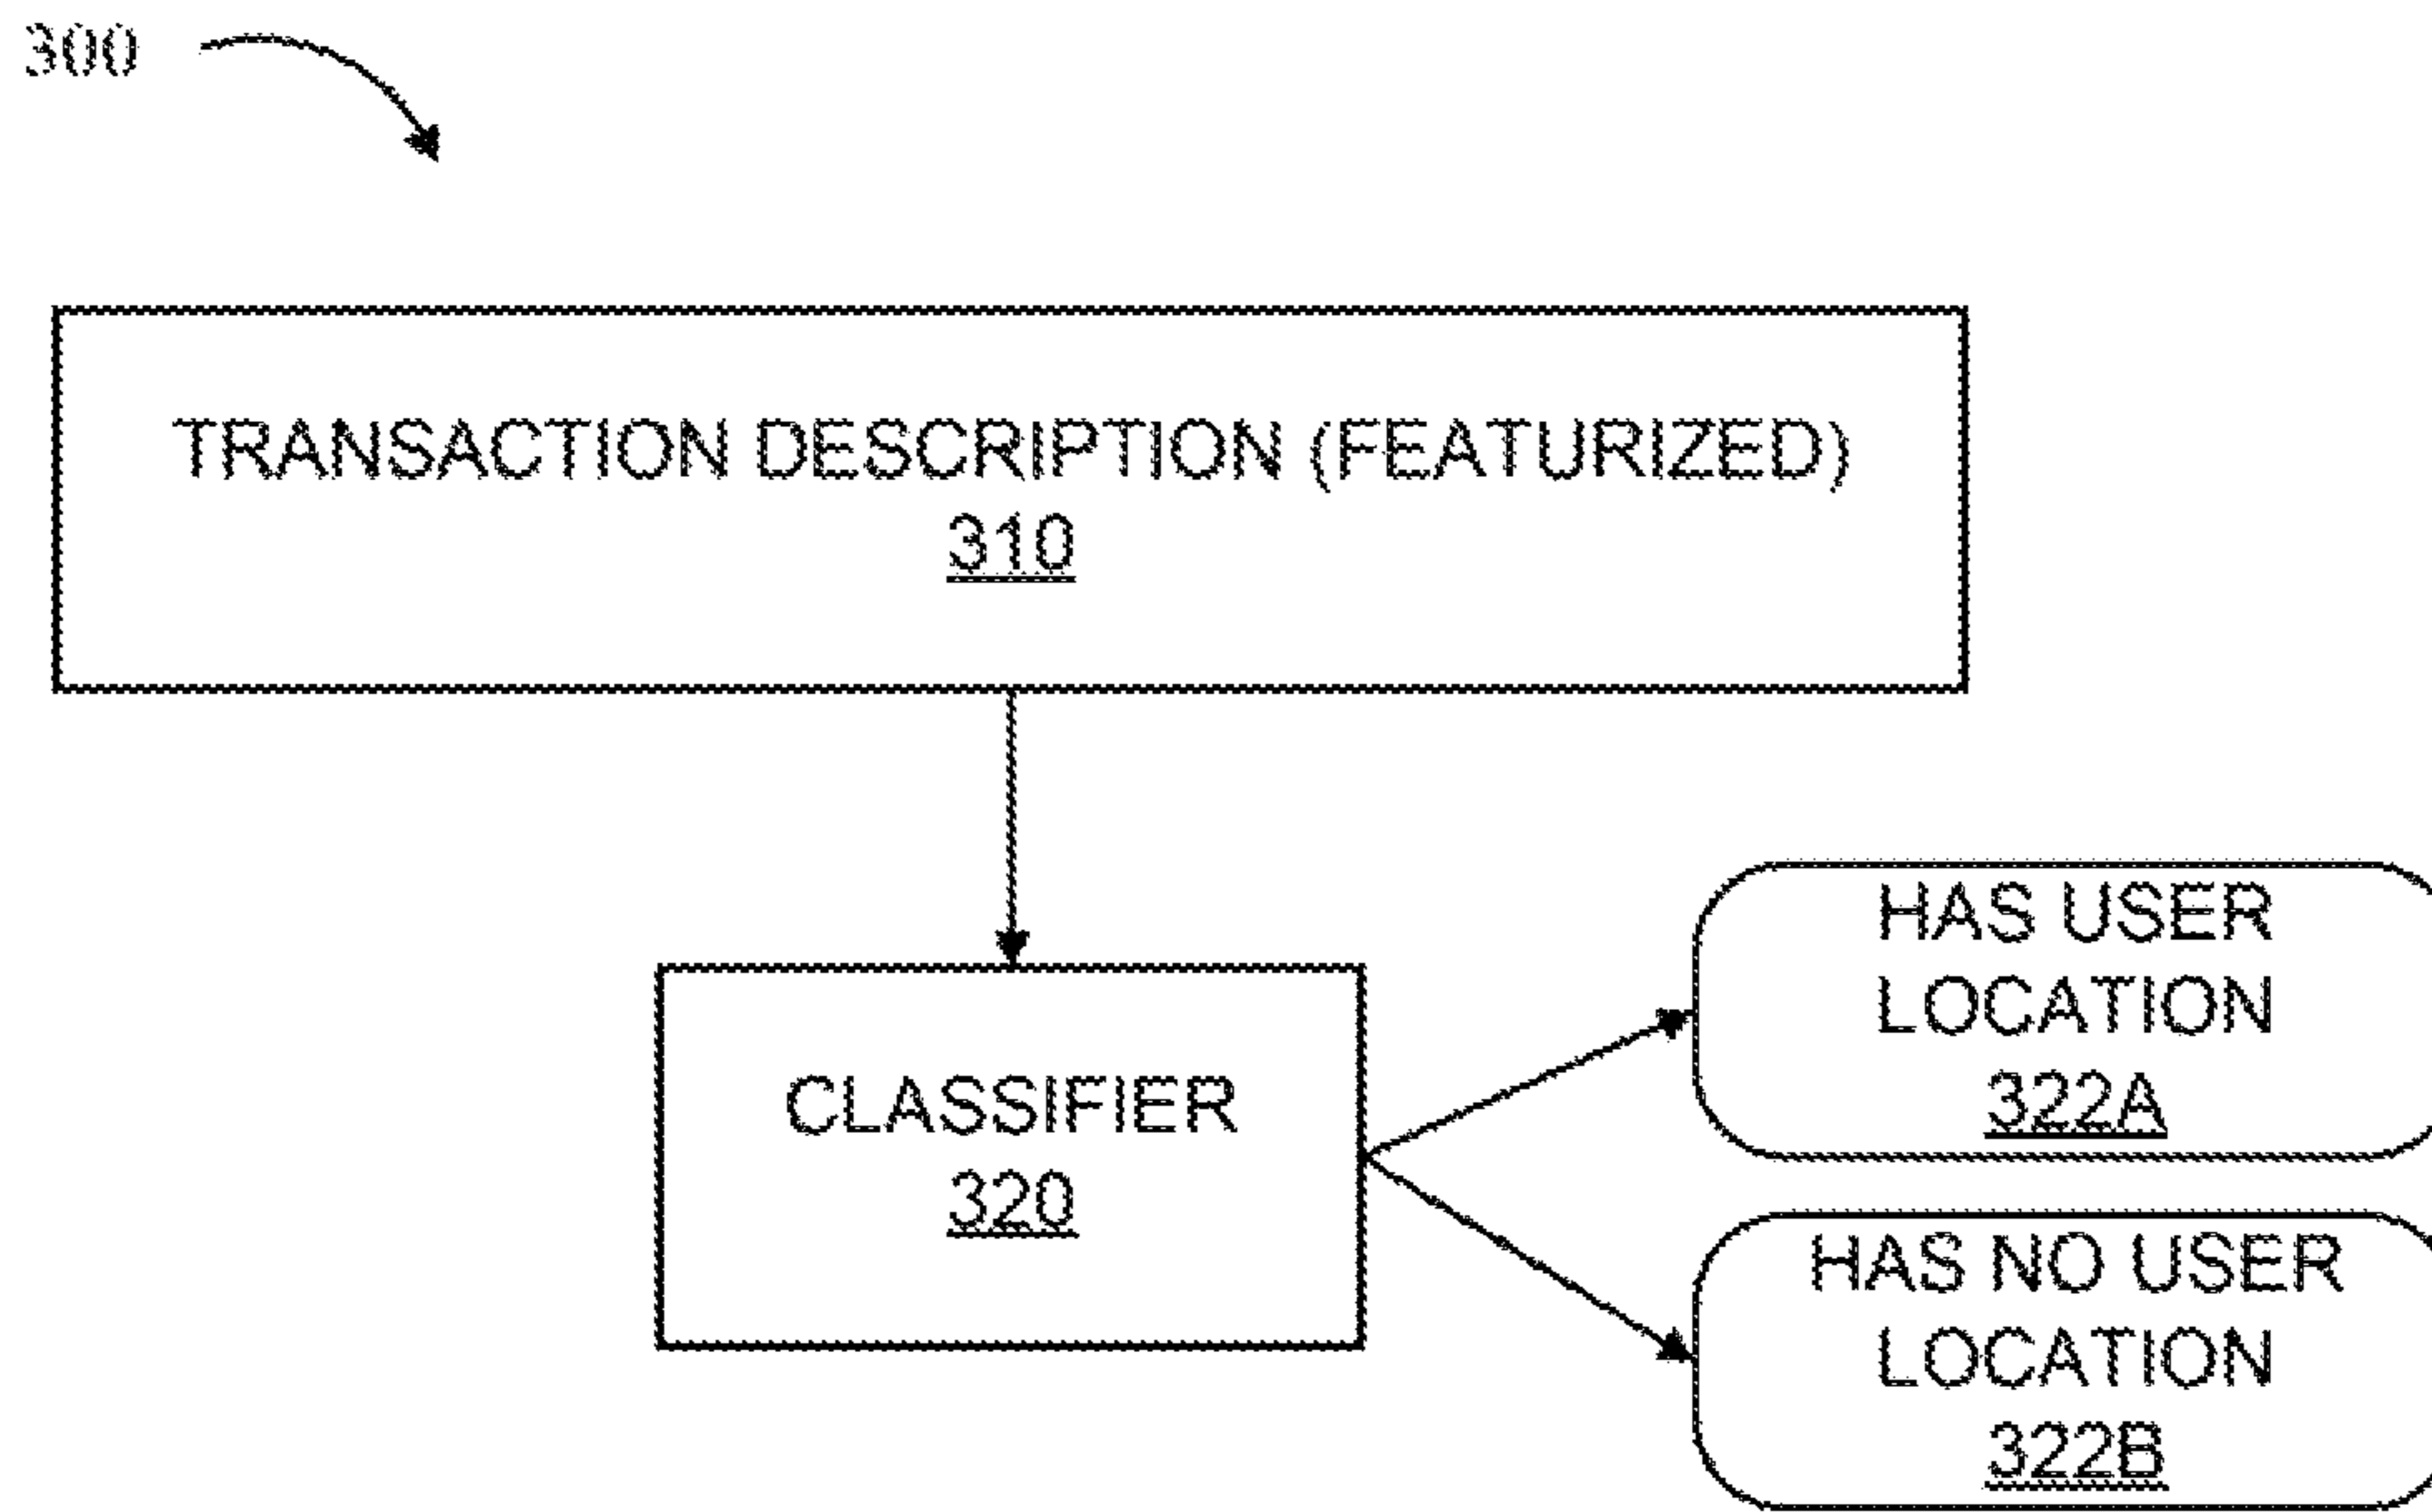 300
TRANSACTION DESCRIPTION (FEATURIZED)
310
CLASSIFIER
320
HAS USER
LOCATION
322A
HAS NO USER
LOCATION
322B